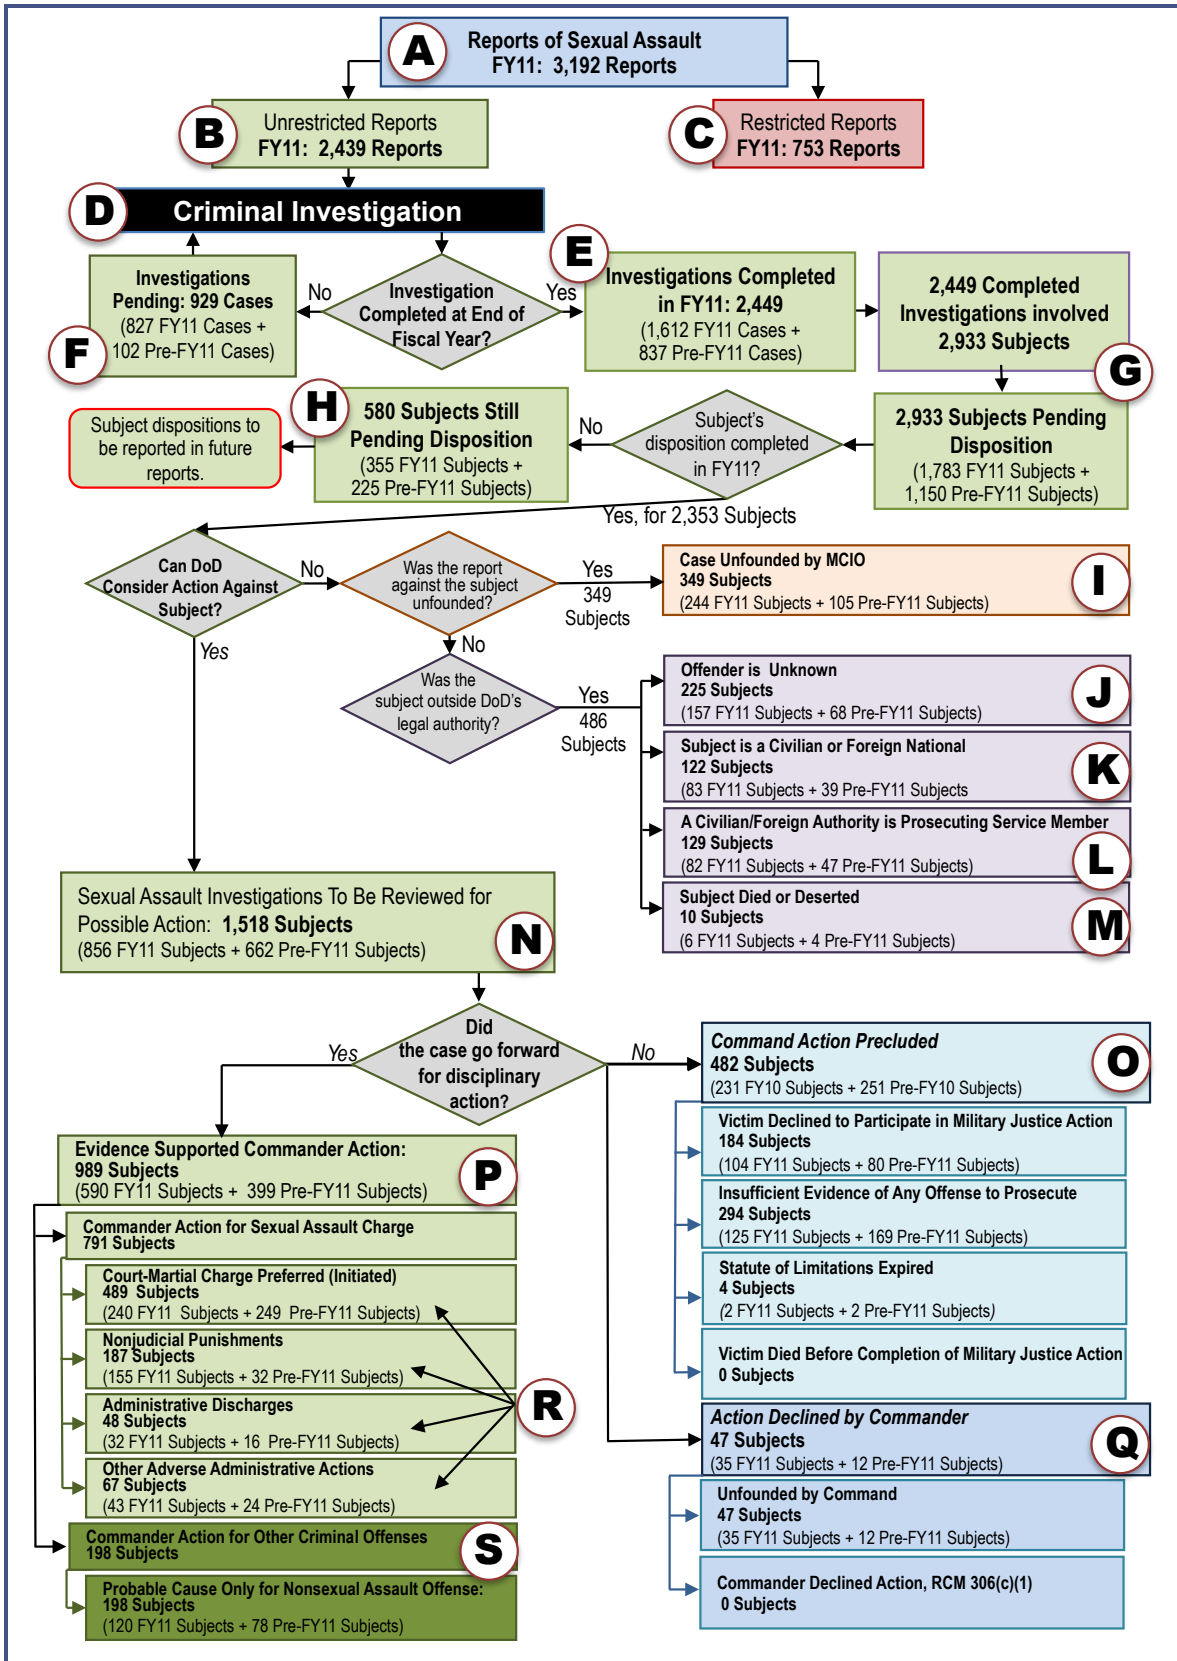 A
Reports of Sexual Assault
FY11: 3,192 Reports
B
Unrestricted Reports
FY11: 2,439 Reports
C
Restricted Reports
FY11: 753 Reports
D
Criminal Investigation
F
Investigations
Pending: 929 Cases
(827 FY11 Cases +
102 Pre-FY11 Cases)
No
Investigation
Completed at End of
Fiscal Year?
Yes
E
Investigations Completed
in FY11: 2,449
(1,612 FY11 Cases +
837 Pre-FY11 Cases)
2,449 Completed
Investigations involved
2,933 Subjects
G
2,933 Subjects Pending
Disposition
(1,783 FY11 Subjects +
1,150 Pre-FY11 Subjects)
Subject's
disposition completed
in FY11?
No
H
580 Subjects Still
Pending Disposition
(355 FY11 Subjects +
225 Pre-FY11 Subjects)
Subject dispositions to
be reported in future
reports.
Yes, for 2,353 Subjects
Can DoD
Consider Action Against
Subject?
No
Was the report
against the subject
unfounded?
Yes
349
Subjects
Case Unfounded by MCIO
349 Subjects
(244 FY11 Subjects + 105 Pre-FY11 Subjects)
I
Yes
No
Was the
subject outside DoD's
legal authority?
Yes
486
Subjects
Offender is Unknown
225 Subjects
(157 FY11 Subjects + 68 Pre-FY11 Subjects)
J
Subject is a Civilian or Foreign National
122 Subjects
(83 FY11 Subjects + 39 Pre-FY11 Subjects
K
A Civilian/Foreign Authority is Prosecuting Service Member
129 Subjects
(82 FY11 Subjects + 47 Pre-FY11 Subjects)
L
Subject Died or Deserted
10 Subjects
(6 FY11 Subjects + 4 Pre-FY11 Subjects)
M
Sexual Assault Investigations To Be Reviewed for
Possible Action: 1,518 Subjects
(856 FY11 Subjects + 662 Pre-FY11 Subjects)
N
Did
the case go forward
for disciplinary
action?
Yes
No
Command Action Precluded
482 Subjects
(231 FY10 Subjects + 251 Pre-FY10 Subjects)
O
Victim Declined to Participate in Military Justice Action
184 Subjects
(104 FY11 Subjects + 80 Pre-FY11 Subjects)
Insufficient Evidence of Any Offense to Prosecute
294 Subjects
(125 FY11 Subjects + 169 Pre-FY11 Subjects)
Statute of Limitations Expired
4 Subjects
(2 FY11 Subjects + 2 Pre-FY11 Subjects)
Victim Died Before Completion of Military Justice Action
0 Subjects
Action Declined by Commander
47 Subjects
(35 FY11 Subjects + 12 Pre-FY11 Subjects)
Q
Unfounded by Command
47 Subjects
(35 FY11 Subjects + 12 Pre-FY11 Subjects)
Commander Declined Action, RCM 306(c)(1)
0 Subjects
Evidence Supported Commander Action:
989 Subjects
(590 FY11 Subjects + 399 Pre-FY11 Subjects)
P
Commander Action for Sexual Assault Charge
791 Subjects
Court-Martial Charge Preferred (Initiated)
489 Subjects
(240 FY11 Subjects + 249 Pre-FY11 Subjects)
Nonjudicial Punishments
187 Subjects
(155 FY11 Subjects + 32 Pre-FY11 Subjects)
R
Administrative Discharges
48 Subjects
(32 FY11 Subjects + 16 Pre-FY11 Subjects)
Other Adverse Administrative Actions
67 Subjects
(43 FY11 Subjects + 24 Pre-FY11 Subjects)
Commander Action for Other Criminal Offenses
198 Subjects
S
Probable Cause Only for Nonsexual Assault Offense:
198 Subjects
(120 FY11 Subjects + 78 Pre-FY11 Subjects)